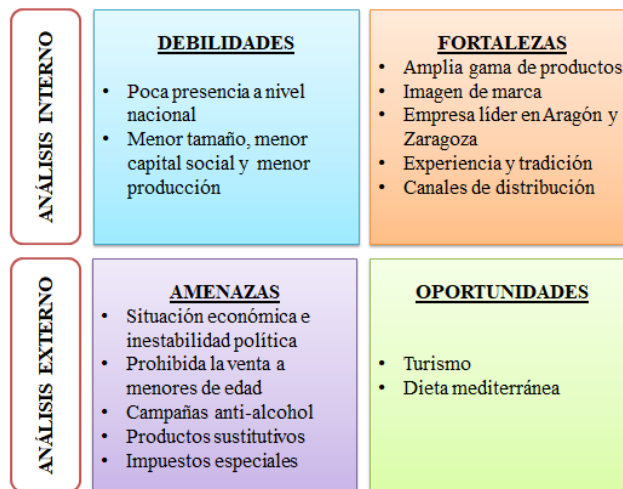 ANÁLISIS INTERNO
DEBILIDADES
• Poca presencia a nivel
nacional
• Menor tamaño, menor
capital social y menor
producción
FORTALEZAS
• Amplia gama de productos
• Imagen de marca
• Empresa líder en Aragón y
Zaragoza
• Experiencia y tradición
• Canales de distribución
ANÁLISIS EXTERNO
AMENAZAS
• Situación económica e
inestabilidad política
• Prohibida la venta a
menores de edad
• Campañas anti-alcohol
• Productos sustitutivos
• Impuestos especiales
OPORTUNIDADES
• Turismo
• Dieta mediterránea